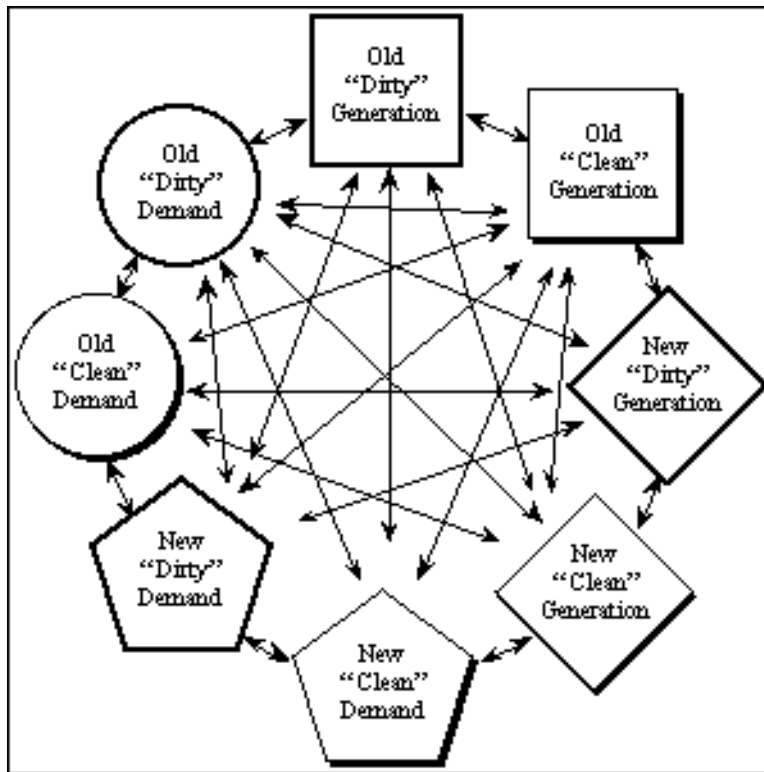 Old
“Dirty”
Generation
Old
“Clean”
Generation
New
“Dirty”
Generation
New
“Clean”
Generation
New
“Clean”
Demand
New
“Dirty”
Demand
Old
“Clean”
Demand
Old
“Dirty”
Demand